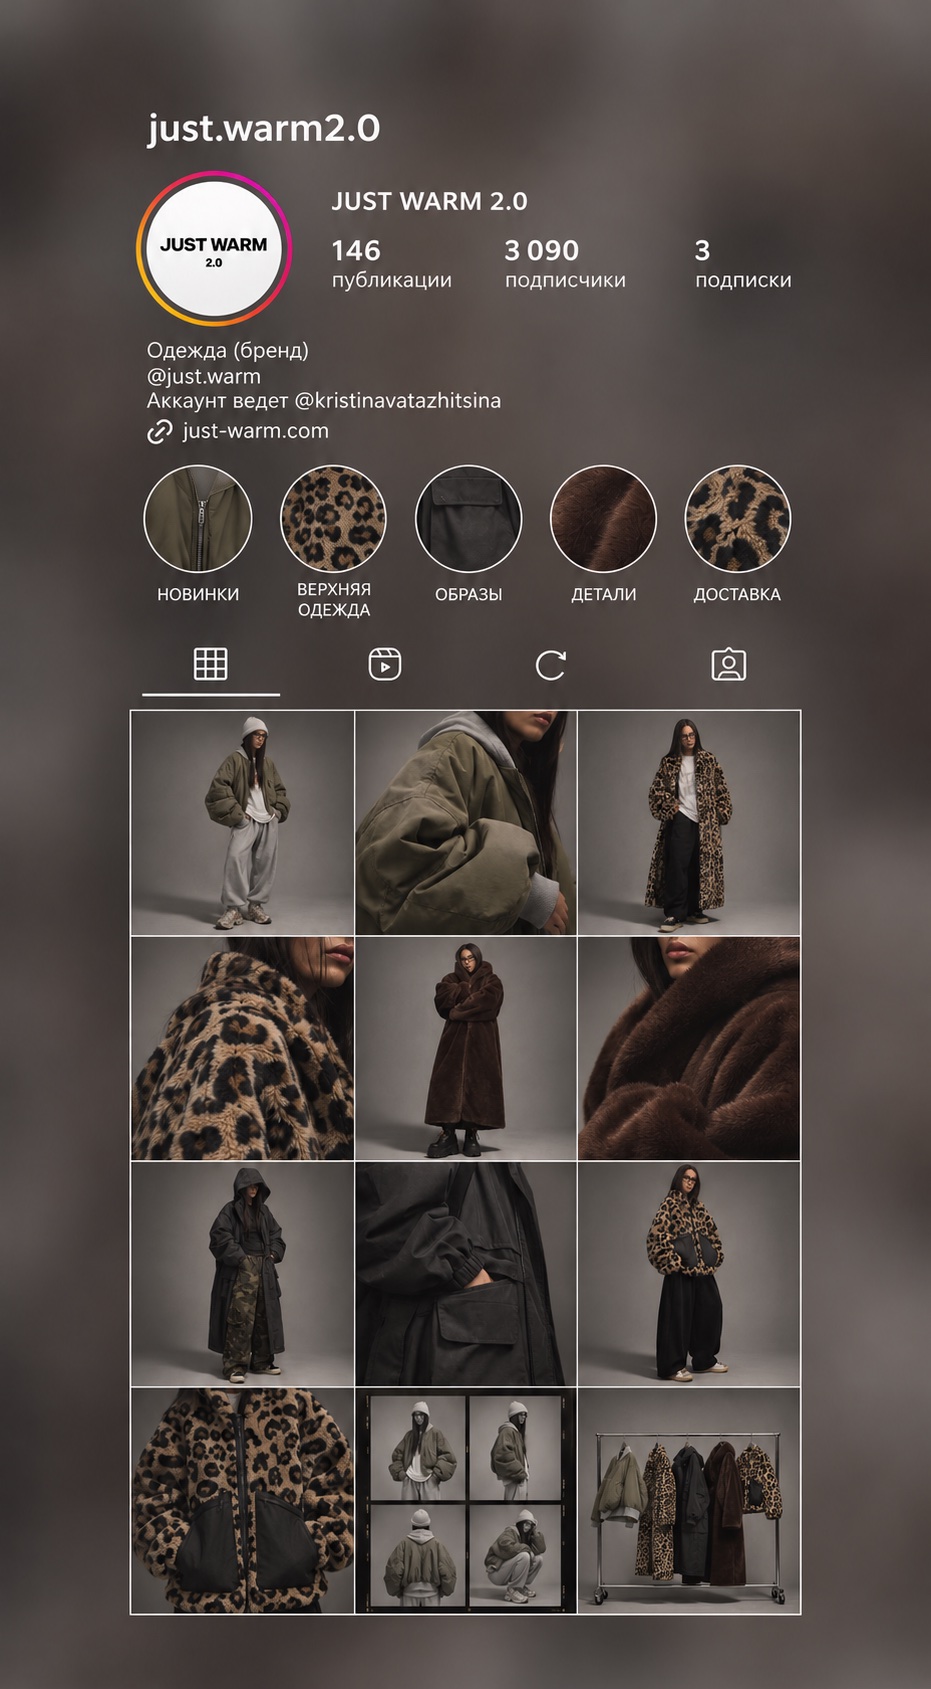 just.warm2.0
JUST WARM
2.0
JUST WARM 2.0
146 3 090 3
публикации подписчики подписки
Одежда (бренд)
@just.warm
Аккаунт ведет @kristinavatazhitsina
just-warm.com
НОВИНКИ
ВЕРХНЯЯ
ОДЕЖДА
ОБРАЗЫ
ДЕТАЛИ
ДОСТАВКА